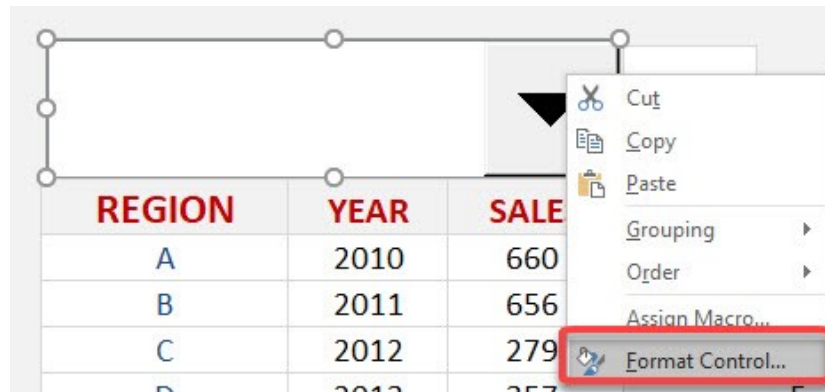 Cut
Copy
Paste
Grouping
Order
Assign Macro...
Format Control...
REGION YEAR SALE
A 2010 660
B 2011 656
C 2012 279